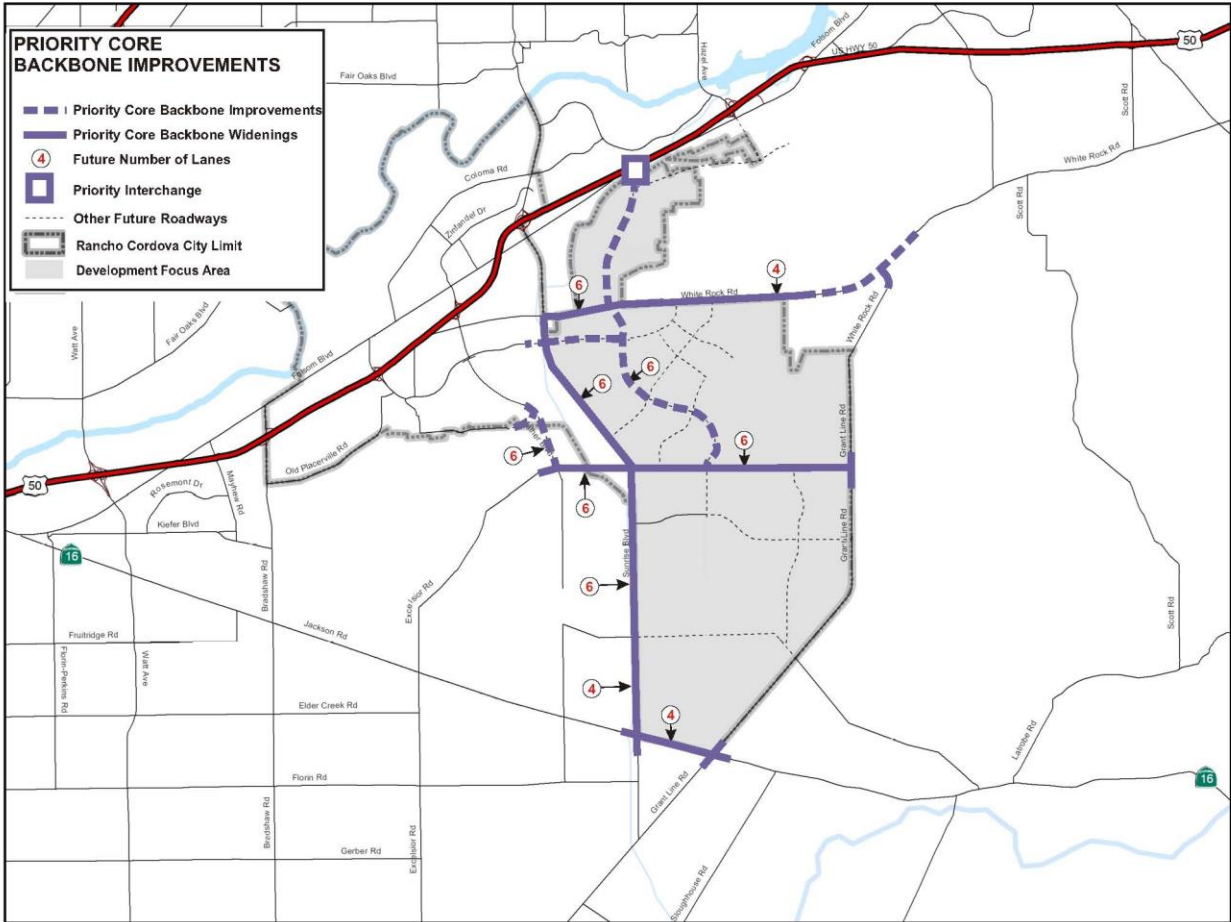 PRIORITY CORE
BACKBONE IMPROVEMENTS
Priority Core Backbone Improvements
Priority Core Backbone Widenings
4
Future Number of Lanes
Priority Interchange
Other Future Roadways
Rancho Cordova City Limit
Development Focus Area
Fair Oaks Blvd
Hazel Ave
Folsom Blvd
US HWY 50
50
Scott Rd
White Rock Rd
Coloma Rd
Scott Rd
Zinfandel Dr
4
6
White Rock Rd
White Rock Rd
Fair Oaks Blvd
Watt Ave
Folsom Blvd
6
6
Grant Line Rd
6
6
Old Placerville Rd
50
Mayhew Rd
Rosemont Dr
6
Kiefer Blvd
Grant Line Rd
16
Sunrise Blvd
Bradshaw Rd
6
Excelsior Rd
Scott Rd
Jackson Rd
Fruitridge Rd
Florin-Perkins Rd
Watt Ave
4
4
Elder Creek Rd
Latrobe Rd
Florin Rd
16
Grant Line Rd
Bradshaw Rd
Excelsior Rd
Gerber Rd
Sloughhouse Rd